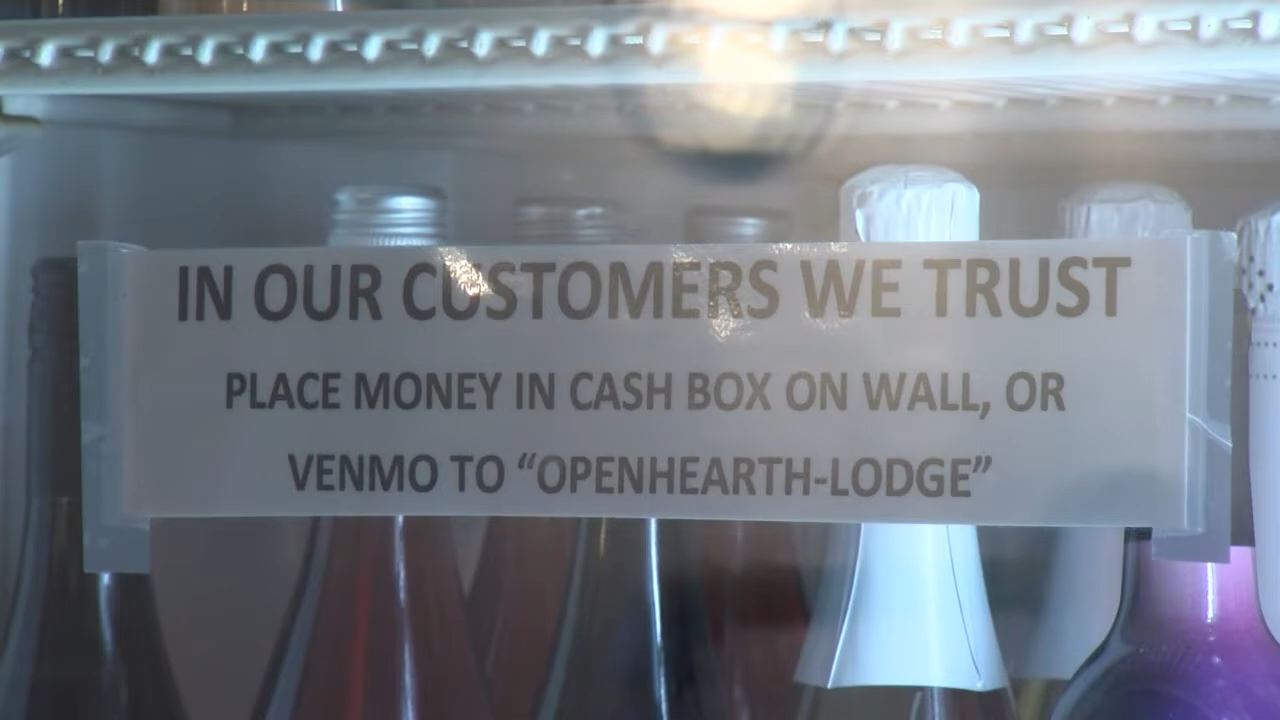 IN OUR CUSTOMERS WE TRUST
PLACE MONEY IN CASH BOX ON WALL, OR
VENMO TO “OPENHEARTH-LODGE”